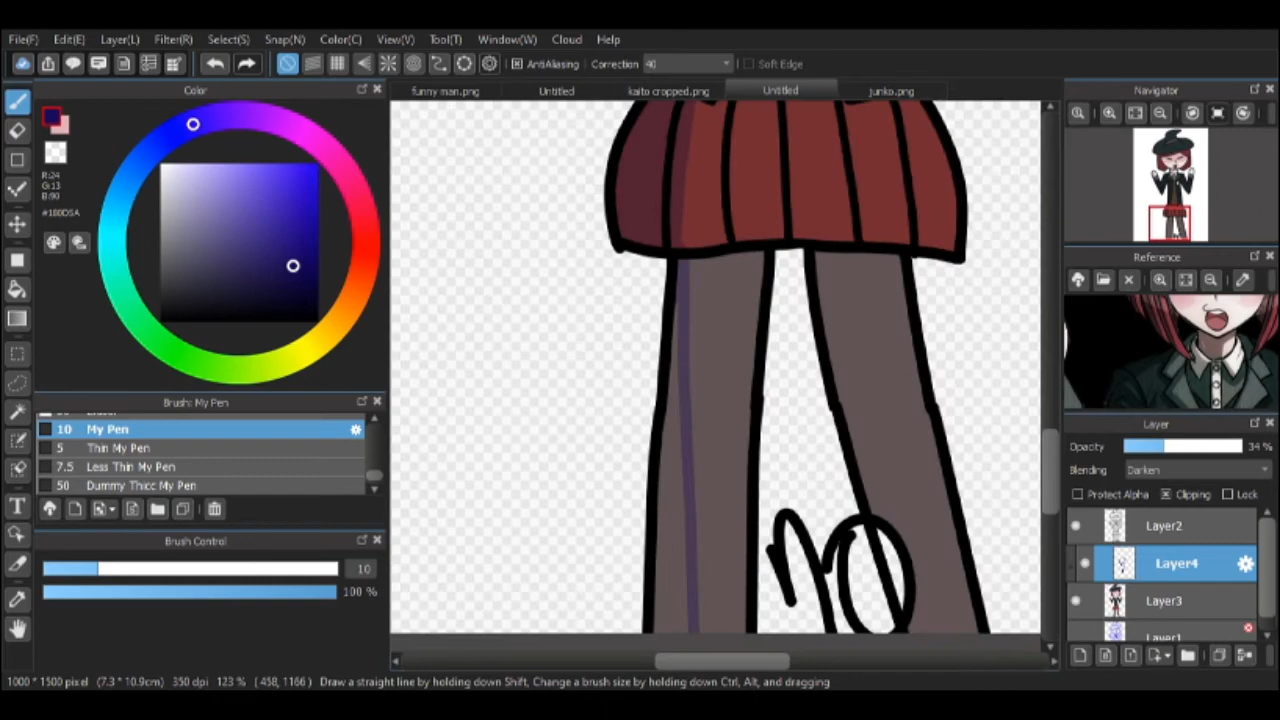 File(F) Edit(E) Layer(L) Filter(R) Select(S) Snap(N) Color(C) View(V) Tool(T) Window(W) Cloud Help
AntiAliasing Correction 40 Soft Edge
Color
funny man.png Untitled kaito cropped.png Untitled junko.png
Navigator
R:24
G:13
B:90
#180D5A
Reference
Brush: My Pen
10 My Pen
5 Thin My Pen
7.5 Less Thin My Pen
50 Dummy Thicc My Pen
Brush Control
10
100 %
no
Layer
Opacity 34 %
Blending Darken
Protect Alpha Clipping Lock
Layer2
Layer4
Layer3
Layer1
1000 * 1500 pixel (7.3 * 10.9cm) 350 dpi 123 % ( 458, 1166 ) Draw a straight line by holding down Shift, Change a brush size by holding down Ctrl, Alt, and dragging